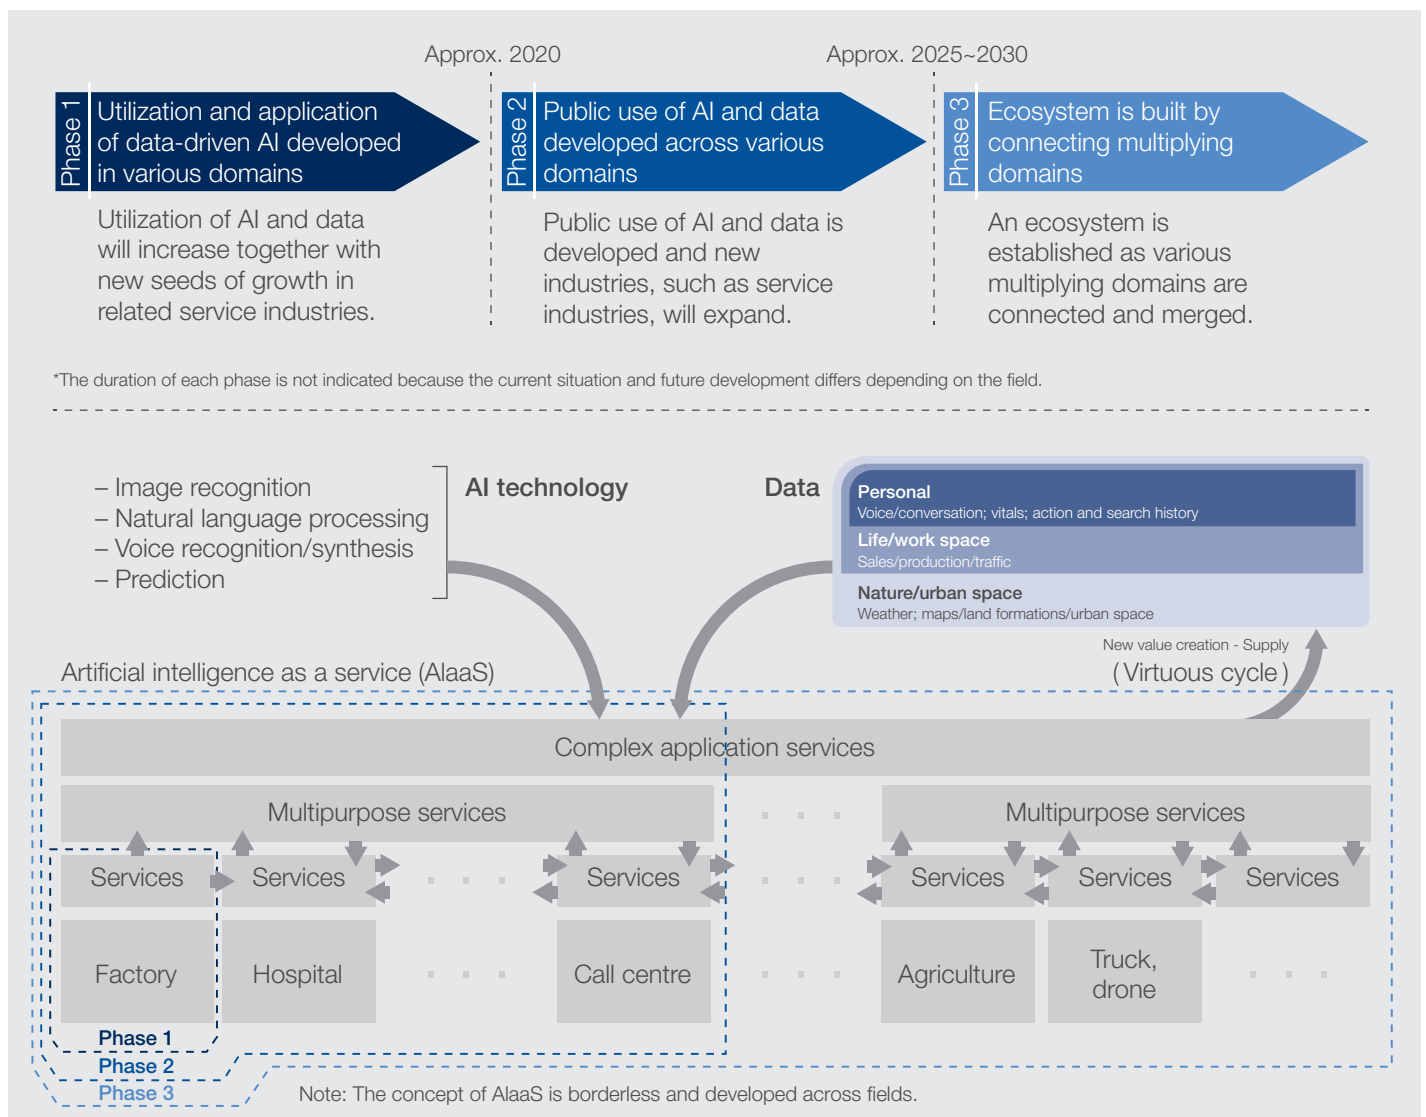 Approx. 2020
Approx. 2025~2030
Phase 1
Utilization and application
of data-driven AI developed
in various domains
Phase 2
Public use of AI and data
developed across various
domains
Phase 3
Ecosystem is built by
connecting multiplying
domains
Utilization of AI and data
will increase together with
new seeds of growth in
related service industries.
Public use of AI and data is
developed and new
industries, such as service
industries, will expand.
An ecosystem is
established as various
multiplying domains are
connected and merged.
*The duration of each phase is not indicated because the current situation and future development differs depending on the field.
– Image recognition
– Natural language processing
– Voice recognition/synthesis
– Prediction
AI technology
Data
Personal
Voice/conversation; vitals; action and search history
Life/work space
Sales/production/traffic
Nature/urban space
Weather; maps/land formations/urban space
New value creation - Supply
(Virtuous cycle)
Artificial intelligence as a service (AIaaS)
Complex application services
Multipurpose services
. . .
Multipurpose services
Services
Services
. . .
Services
. . .
Services
Services
Services
Factory
Hospital
. . .
Call centre
. . .
Agriculture
Truck,
drone
. . .
Phase 1
Phase 2
Phase 3
Note: The concept of AIaaS is borderless and developed across fields.